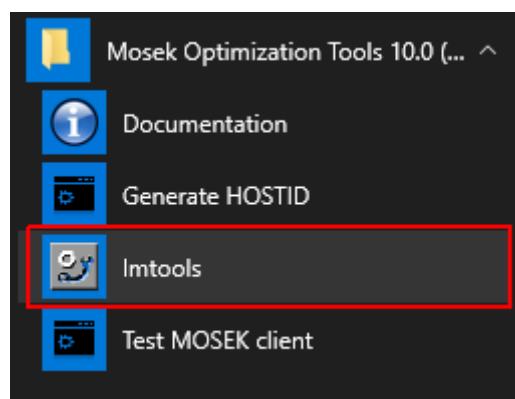 Mosek Optimization Tools 10.0 (...
Documentation
Generate HOSTID
lmtools
Test MOSEK client